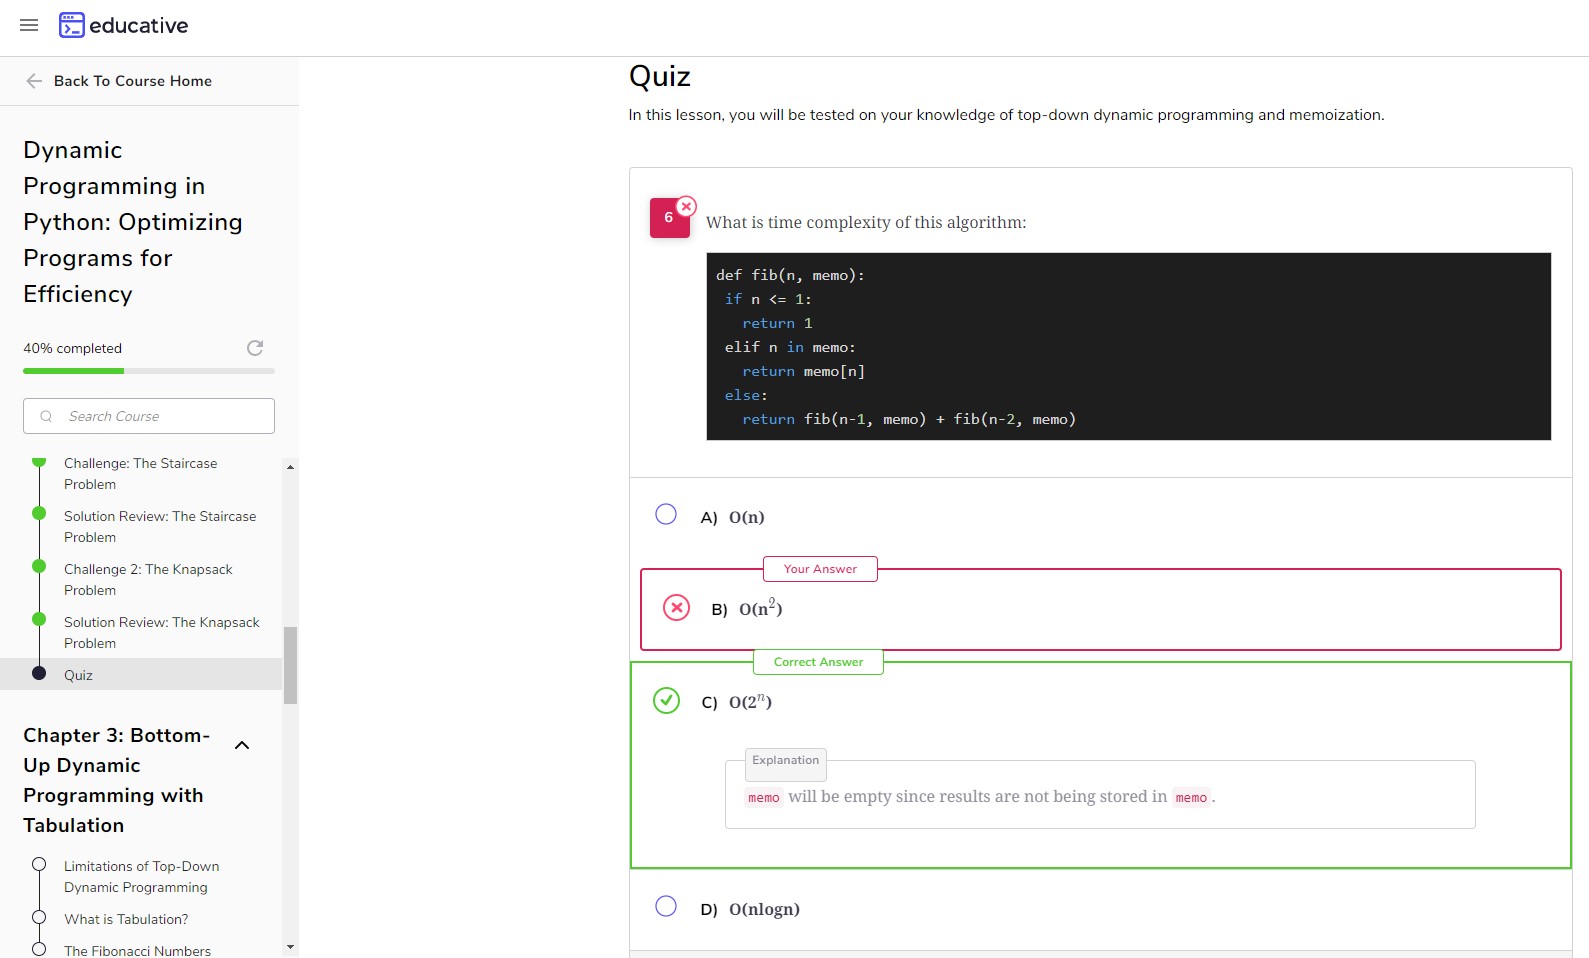 educative
Back To Course Home
Dynamic
Programming in
Python: Optimizing
Programs for
Efficiency
40% completed
Search Course
Challenge: The Staircase
Problem
Solution Review: The Staircase
Problem
Challenge 2: The Knapsack
Problem
Solution Review: The Knapsack
Problem
Quiz
Chapter 3: Bottom-
Up Dynamic
Programming with
Tabulation
Limitations of Top-Down
Dynamic Programming
What is Tabulation?
The Fibonacci Numbers
Quiz
In this lesson, you will be tested on your knowledge of top-down dynamic programming and memoization.
6
What is time complexity of this algorithm:
def fib(n, memo):
if n <= 1:
return 1
elif n in memo:
return memo[n]
else:
return fib(n-1, memo) + fib(n-2, memo)
A) O(n)
Your Answer
B) O(n²)
Correct Answer
C) O(2ⁿ)
Explanation
memo will be empty since results are not being stored in memo.
D) O(nlogn)